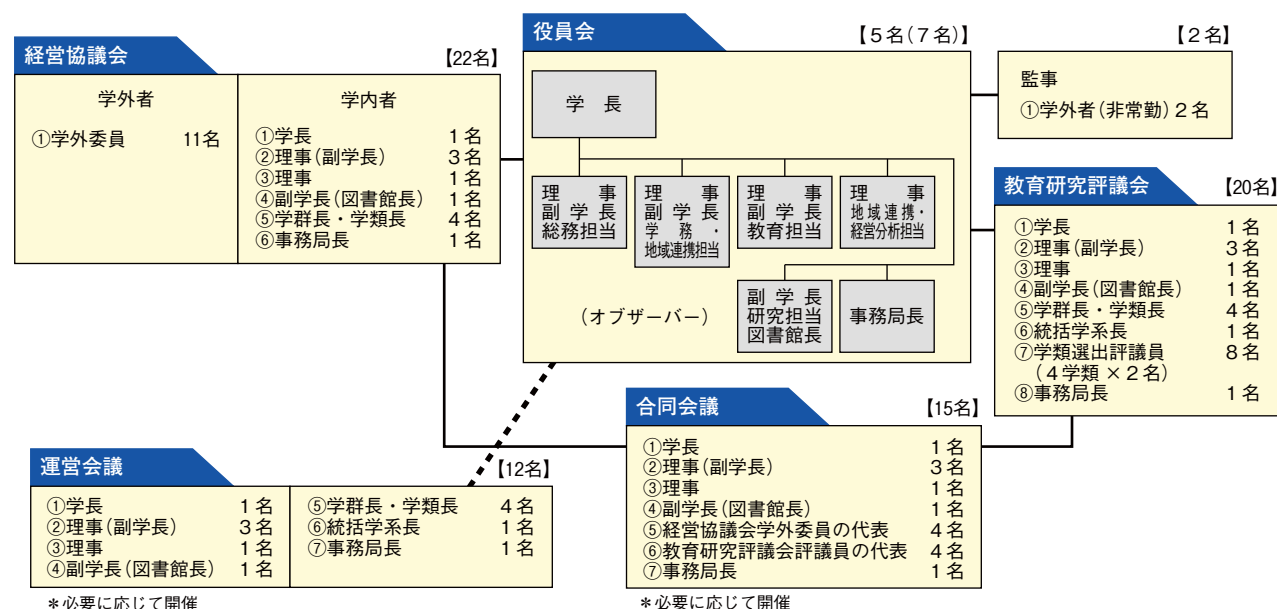 経営協議会
【22名】
学外者
①学外委員 11名
学内者
①学長 1名
②理事(副学長) 3名
③理事 1名
④副学長(図書館長) 1名
⑤学群長・学類長 4名
⑥事務局長 1名
役員会
【5名(7名)】
学 長
理 事
副 学 長
総務担当
理 事
副 学 長
学 務・
地域連携担当
理 事
副 学 長
教育担当
理 事
地域連携・
経営分析担当
(オブザーバー)
副 学 長
研究担当
図書館長
事務局長
【2名】
監事
①学外者(非常勤)2名
教育研究評議会
【20名】
①学長 1名
②理事(副学長) 3名
③理事 1名
④副学長(図書館長) 1名
⑤学群長・学類長 4名
⑥統括学系長 1名
⑦学類選出評議員 8名
(4学類×2名)
⑧事務局長 1名
運営会議
【12名】
①学長 1名
②理事(副学長) 3名
③理事 1名
④副学長(図書館長) 1名
⑤学群長・学類長 4名
⑥統括学系長 1名
⑦事務局長 1名
*必要に応じて開催
合同会議
【15名】
①学長 1名
②理事(副学長) 3名
③理事 1名
④副学長(図書館長) 1名
⑤経営協議会学外委員の代表 4名
⑥教育研究評議会評議員の代表 4名
⑦事務局長 1名
*必要に応じて開催